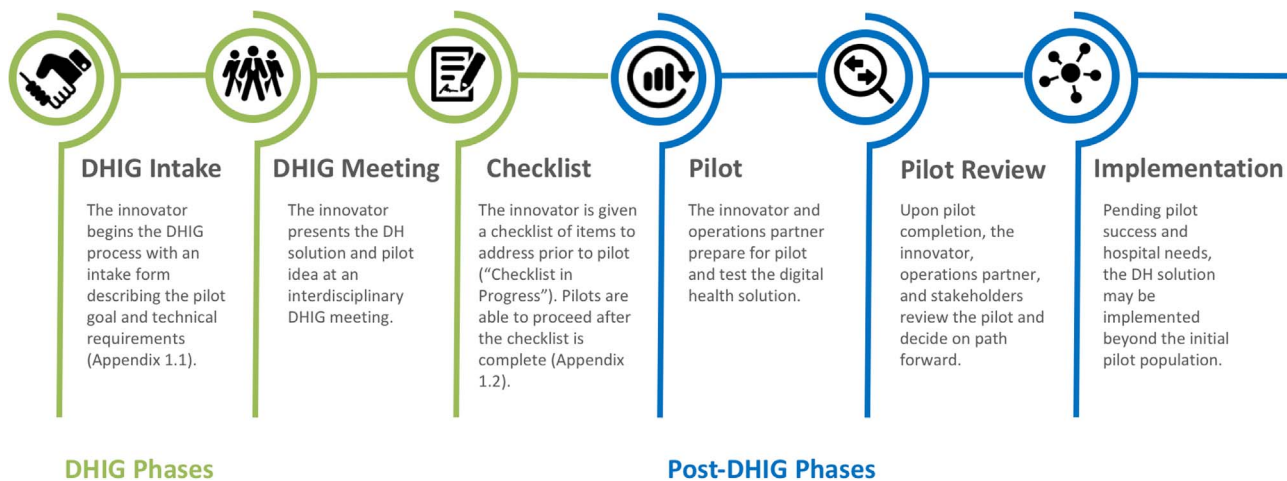 DHIG Intake
The innovator
begins the DHIG
process with an
intake form
describing the pilot
goal and technical
requirements
(Appendix 1.1).
DHIG Meeting
The innovator
presents the DH
solution and pilot
idea at an
interdisciplinary
DHIG meeting.
Checklist
The innovator is given
a checklist of items to
address prior to pilot
(“Checklist in
Progress”). Pilots are
able to proceed after
the checklist is
complete (Appendix
1.2).
Pilot
The innovator and
operations partner
prepare for pilot
and test the digital
health solution.
Pilot Review
Upon pilot
completion, the
innovator,
operations partner,
and stakeholders
review the pilot and
decide on path
forward.
Implementation
Pending pilot
success and
hospital needs,
the DH solution
may be
implemented
beyond the initial
pilot population.
DHIG Phases
Post-DHIG Phases